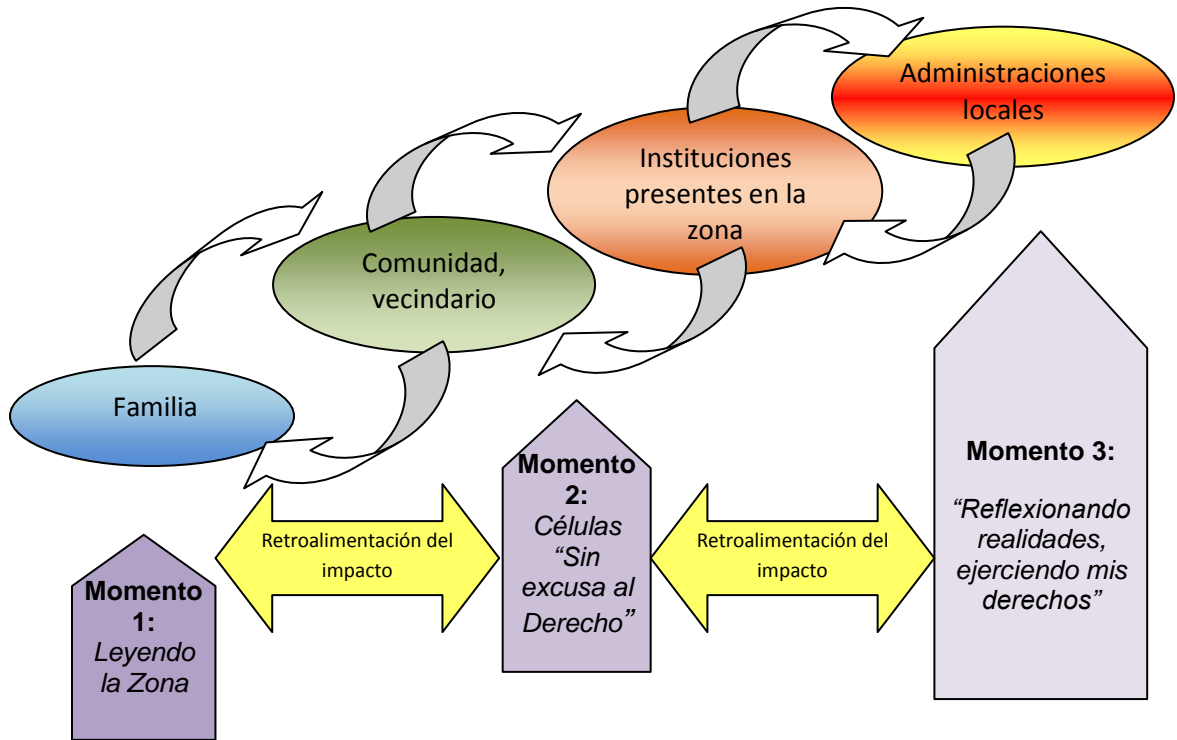 Administraciones
locales
Instituciones
presentes en la
zona
Comunidad,
vecindario
Familia
Momento
1:
Leyendo
la Zona
Retroalimentación del
impacto
Momento
2:
Células
“Sin
excusa al
Derecho”
Retroalimentación del
impacto
Momento 3:
“Reflexionando
realidades,
ejerciendo mis
derechos”